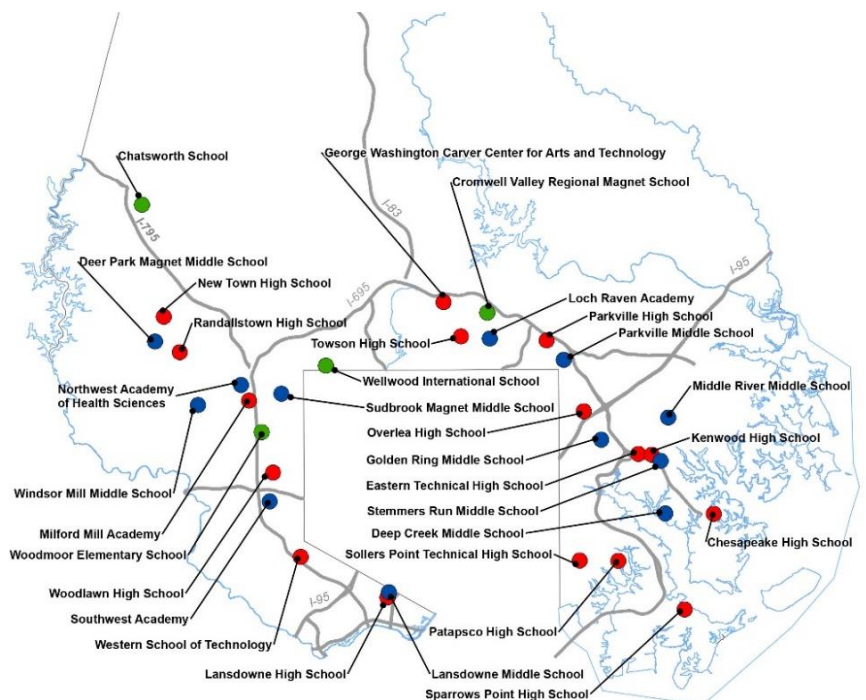 George Washington Carver Center for Arts and Technology
Chatsworth School
Cromwell Valley Regional Magnet School
I-83
I-795
I-95
Deer Park Magnet Middle School
New Town High School
I-695
Loch Raven Academy
Parkville High School
Randallstown High School
Parkville Middle School
Towson High School
Wellwood International School
Northwest Academy
of Health Sciences
Middle River Middle School
Sudbrook Magnet Middle School
Overlea High School
Kenwood High School
Golden Ring Middle School
Eastern Technical High School
Windsor Mill Middle School
Stemmers Run Middle School
Milford Mill Academy
Deep Creek Middle School
Chesapeake High School
Woodmoor Elementary School
Sollers Point Technical High School
Woodlawn High School
I-95
Southwest Academy
Patapsco High School
Western School of Technology
Lansdowne High School
Lansdowne Middle School
Sparrows Point High School